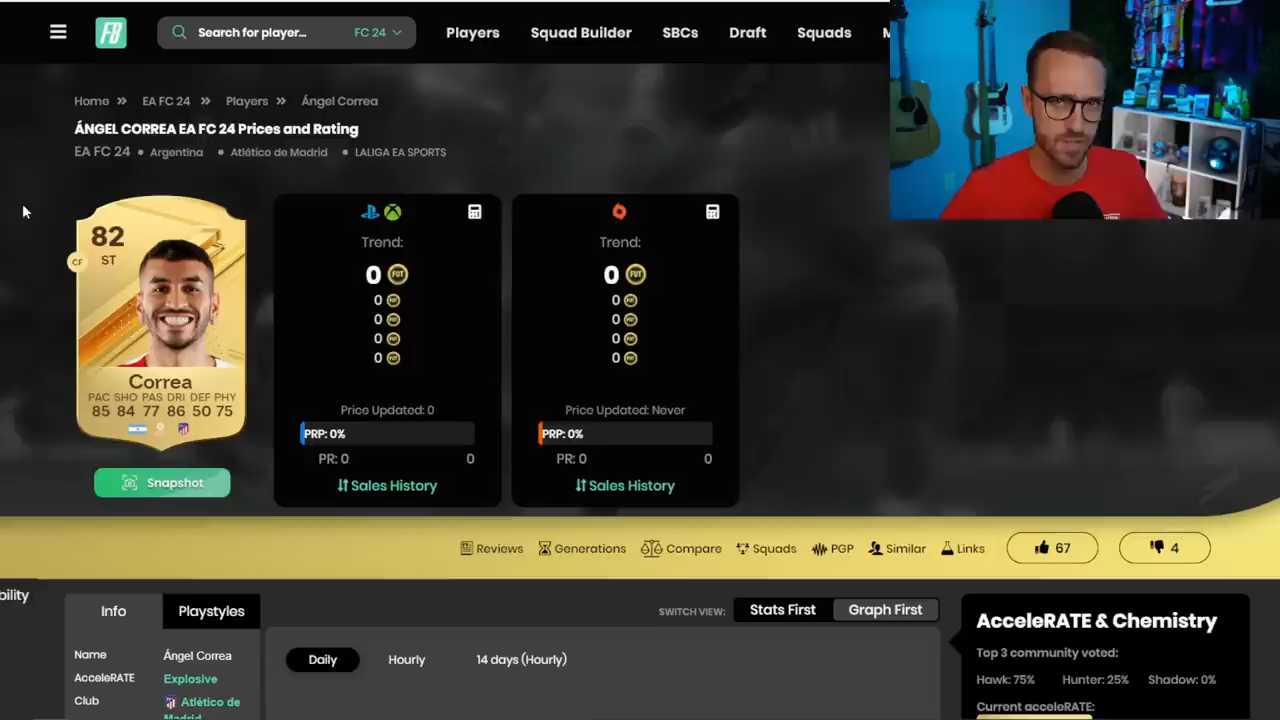 FB
Search for player...
FC 24
Players
Squad Builder
SBCs
Draft
Squads
M
Home » EA FC 24 » Players » Ángel Correa
ÁNGEL CORREA EA FC 24 Prices and Rating
EA FC 24 • Argentina • Atlético de Madrid • LALIGA EA SPORTS
82
ST
CF
Correa
PAC SHO PAS DRI DEF PHY
85 84 77 86 50 75
Snapshot
Trend:
0 FUT
0
0
0
0
Price Updated: 0
PRP: 0%
PR: 0
0
Sales History
Trend:
0 FUT
0
0
0
0
Price Updated: Never
PRP: 0%
PR: 0
0
Sales History
Reviews
Generations
Compare
Squads
PGP
Similar
Links
67
4
bility
Info
Playstyles
Name Ángel Correa
AcceleRATE Explosive
Club Atlético de
Madrid
SWITCH VIEW:
Stats First
Graph First
Daily
Hourly
14 days (Hourly)
AcceleRATE & Chemistry
Top 3 community voted:
Hawk: 75% Hunter: 25% Shadow: 0%
Current acceleRATE: